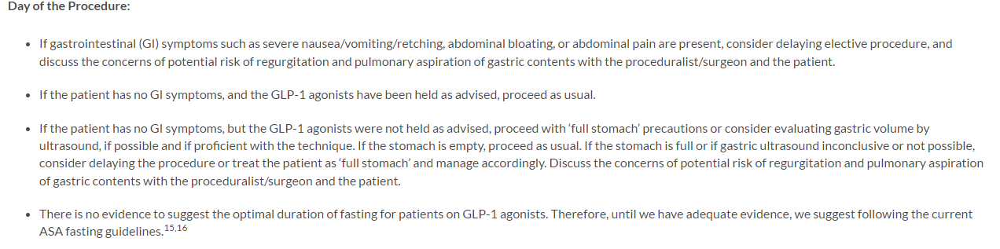 Day of the Procedure:
• If gastrointestinal (GI) symptoms such as severe nausea/vomiting/retching, abdominal bloating, or abdominal pain are present, consider delaying elective procedure, and
discuss the concerns of potential risk of regurgitation and pulmonary aspiration of gastric contents with the proceduralist/surgeon and the patient.
• If the patient has no GI symptoms, and the GLP-1 agonists have been held as advised, proceed as usual.
• If the patient has no GI symptoms, but the GLP-1 agonists were not held as advised, proceed with ‘full stomach’ precautions or consider evaluating gastric volume by
ultrasound, if possible and if proficient with the technique. If the stomach is empty, proceed as usual. If the stomach is full or if gastric ultrasound inconclusive or not possible,
consider delaying the procedure or treat the patient as ‘full stomach’ and manage accordingly. Discuss the concerns of potential risk of regurgitation and pulmonary aspiration
of gastric contents with the proceduralist/surgeon and the patient.
• There is no evidence to suggest the optimal duration of fasting for patients on GLP-1 agonists. Therefore, until we have adequate evidence, we suggest following the current
ASA fasting guidelines.15,16